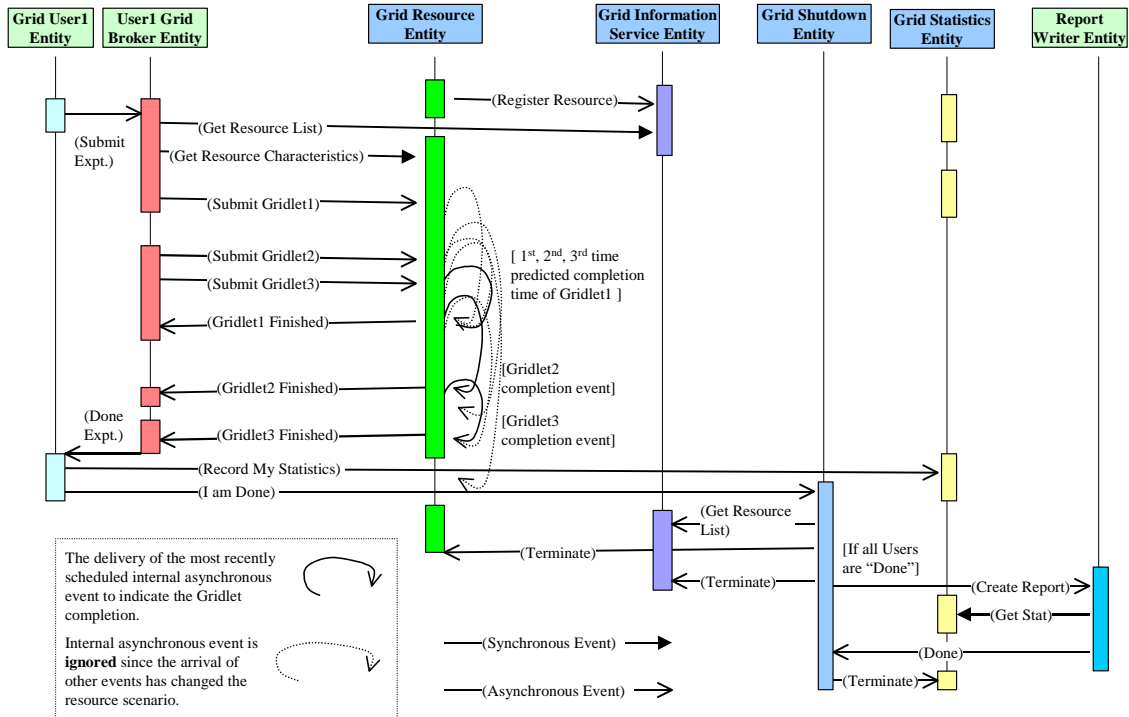 Grid User1
Entity
User1 Grid
Broker Entity
Grid Resource
Entity
Grid Information
Service Entity
Grid Shutdown
Entity
Grid Statistics
Entity
Report
Writer Entity
(Register Resource)
(Get Resource List)
(Submit
Expt.)
(Get Resource Characteristics)
(Submit Gridlet1)
(Submit Gridlet2)
[ 1st, 2nd, 3rd time
predicted completion
time of Gridlet1 ]
(Submit Gridlet3)
(Gridlet1 Finished)
[Gridlet2
completion event]
(Gridlet2 Finished)
(Done
Expt.)
[Gridlet3
completion event]
(Gridlet3 Finished)
(Record My Statistics)
(I am Done)
(Get Resource
List)
(Terminate)
[If all Users
are “Done”]
(Terminate)
(Create Report)
(Get Stat)
(Done)
(Terminate)
The delivery of the most recently
scheduled internal asynchronous
event to indicate the Gridlet
completion.
Internal asynchronous event is
ignored since the arrival of
other events has changed the
resource scenario.
(Synchronous Event)
(Asynchronous Event)